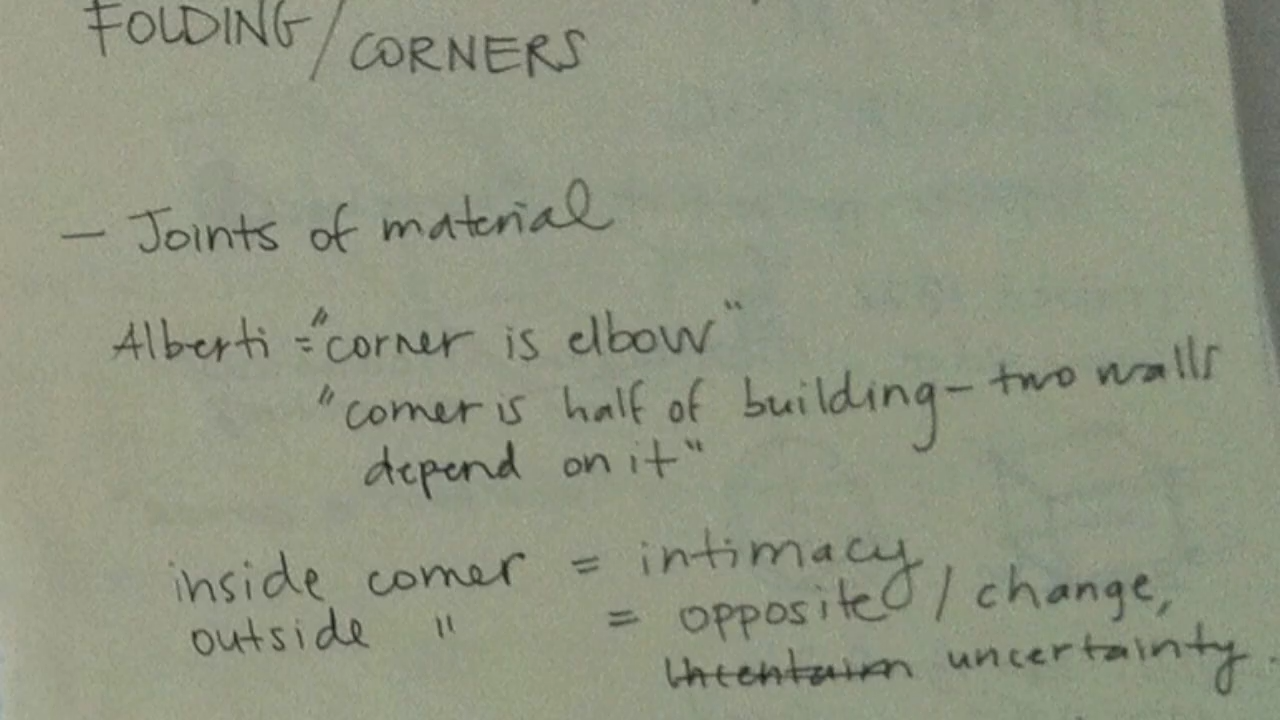 FOLDING/CORNERS
— Joints of material
Alberti = "corner is elbow"
"corner is half of building - two walls
depend on it"
inside corner = intimacy
outside " = opposite / change,
uncertainty.